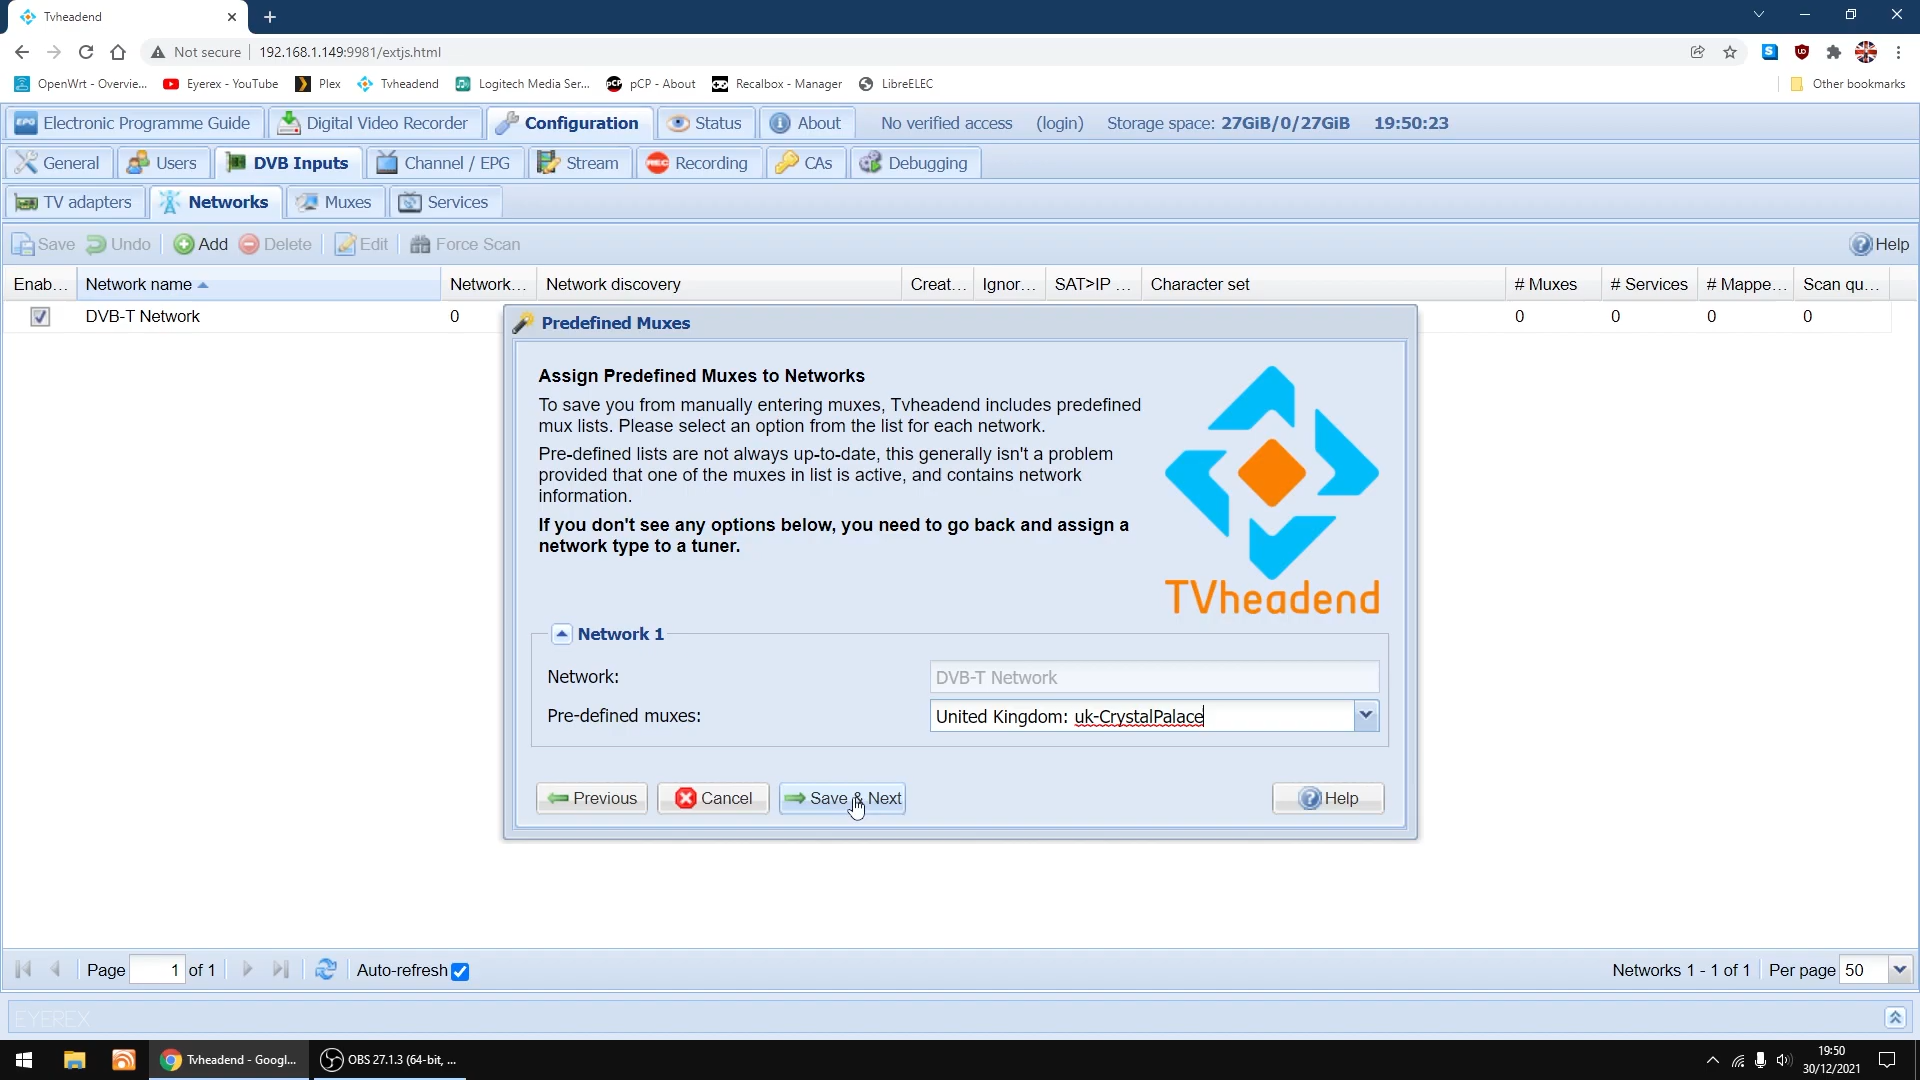 Tvheadend
Not secure
192.168.1.149:9981/extjs.html
OpenWrt - Overvie...
Eyerex - YouTube
Plex
Tvheadend
Logitech Media Ser...
pCP - About
Recalbox - Manager
LibreELEC
Other bookmarks
Electronic Programme Guide
Digital Video Recorder
Configuration
Status
About
No verified access
(login)
Storage space: 27GiB/0/27GiB
19:50:23
General
Users
DVB Inputs
Channel / EPG
Stream
Recording
CAs
Debugging
TV adapters
Networks
Muxes
Services
Save
Undo
Add
Delete
Edit
Force Scan
Help
Enab...
Network name
Network...
Network discovery
Creat...
Ignor...
SAT>IP ...
Character set
# Muxes
# Services
# Mappe...
Scan qu...
DVB-T Network
0
0
0
0
0
Predefined Muxes
Assign Predefined Muxes to Networks
To save you from manually entering muxes, Tvheadend includes predefined
mux lists. Please select an option from the list for each network.
Pre-defined lists are not always up-to-date, this generally isn't a problem
provided that one of the muxes in list is active, and contains network
information.
If you don't see any options below, you need to go back and assign a
network type to a tuner.
TVheadend
Network 1
Network:
DVB-T Network
Pre-defined muxes:
United Kingdom: uk-CrystalPalace
Previous
Cancel
Save & Next
Help
Page 1 of 1
Auto-refresh
Networks 1 - 1 of 1
Per page 50
EYEREX
Tvheadend - Googl...
OBS 27.1.3 (64-bit, ...
19:50
30/12/2021